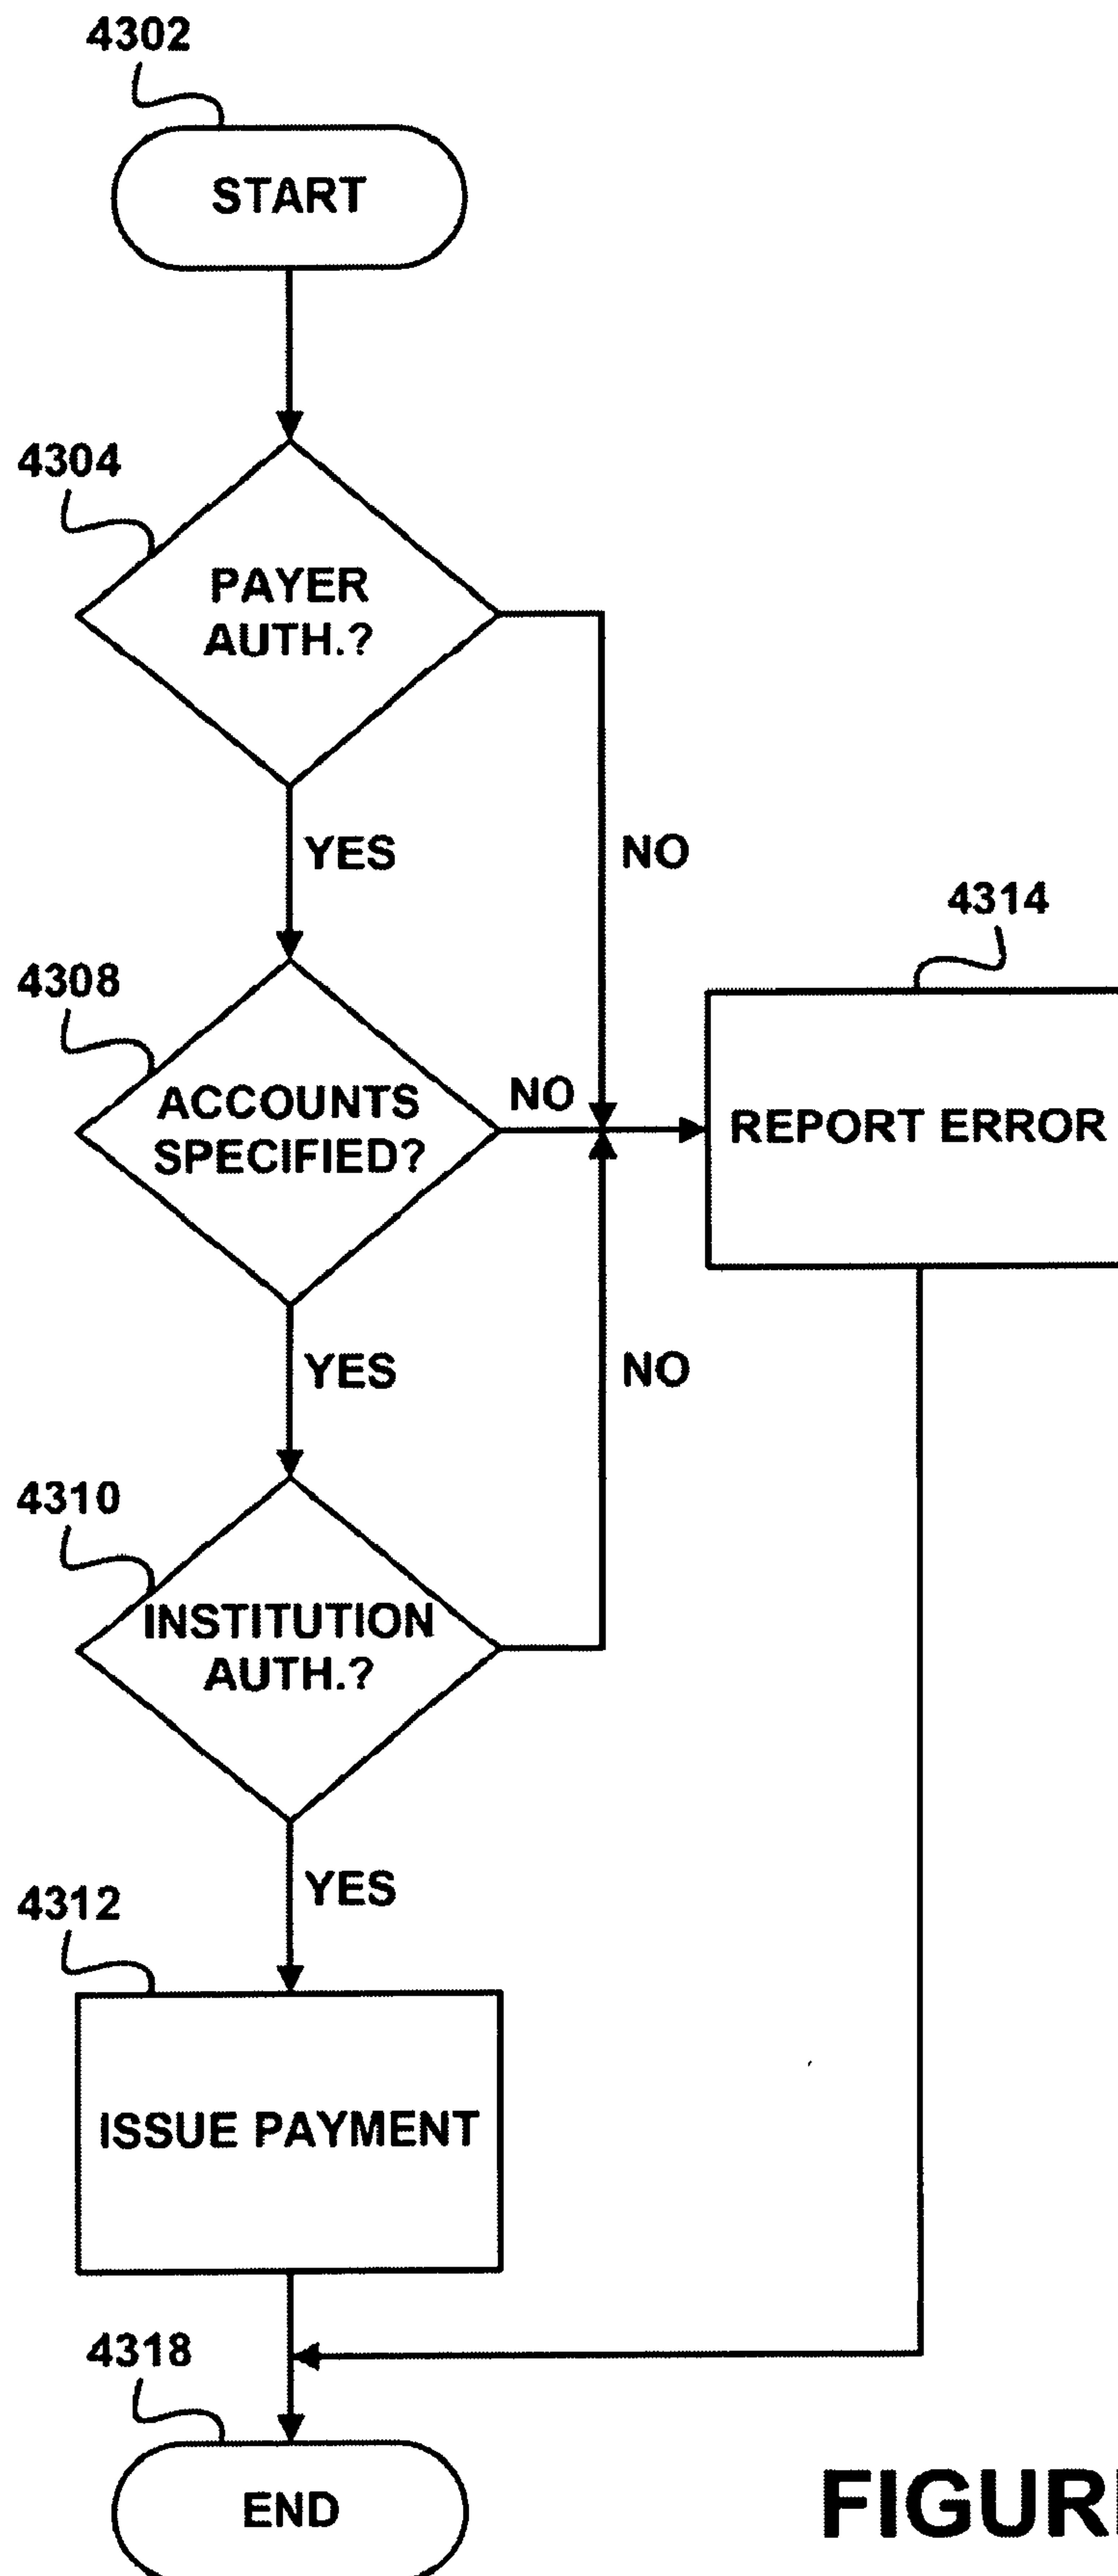 4302
START
4304
PAYER
AUTH.?
YES
NO
4314
4308
ACCOUNTS
SPECIFIED?
NO
REPORT ERROR
YES
NO
4310
INSTITUTION
AUTH.?
YES
4312
ISSUE PAYMENT
4318
END